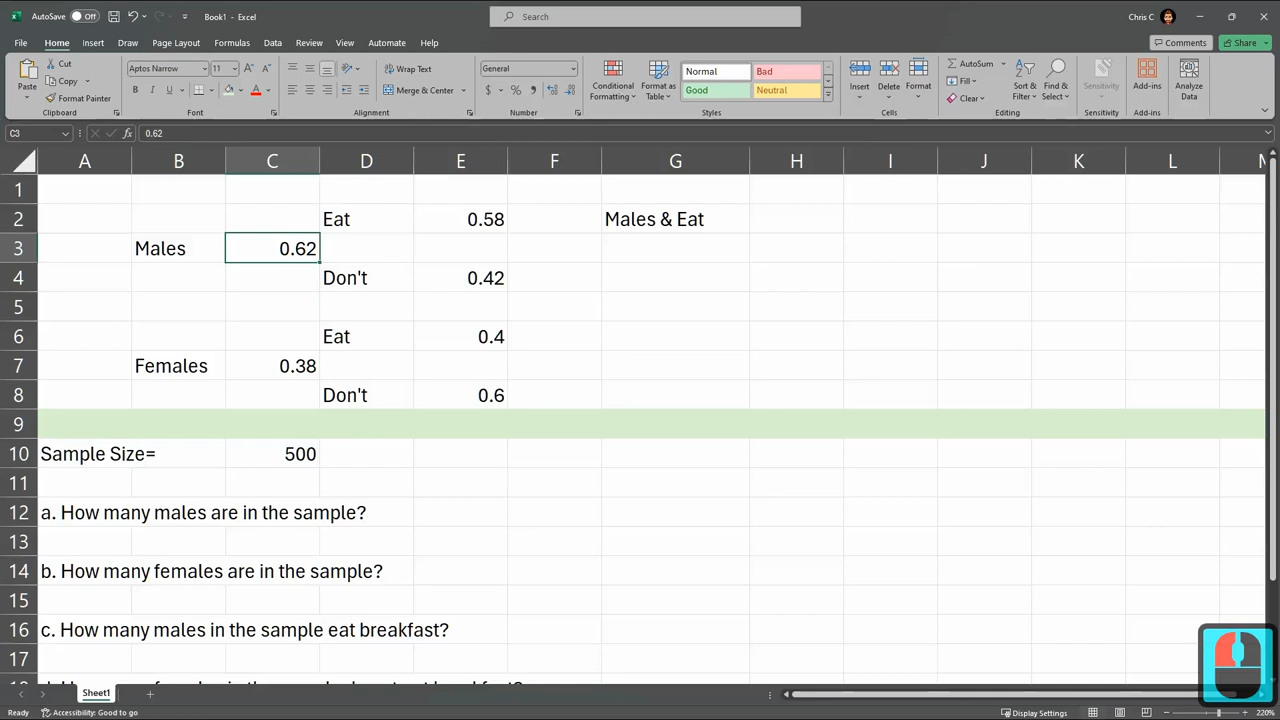 AutoSave Off Book1 - Excel Search Chris C
File Home Insert Draw Page Layout Formulas Data Review View Automate Help Comments Share
Paste Cut Copy Format Painter Clipboard
Aptos Narrow 11 A A B I U A Font
Wrap Text Merge & Center Alignment
General $ % , Number
Conditional Formatting Format as Table Normal Bad Good Neutral Styles
Insert Delete Format Cells
AutoSum Fill Clear Sort & Filter Find & Select Editing
Sensitivity Sensitivity Add-ins Add-ins Analyze Data
C3 fx 0.62
A B C D E F G H I J K L M
1
2 Eat 0.58 Males & Eat
3 Males 0.62
4 Don't 0.42
5
6 Eat 0.4
7 Females 0.38
8 Don't 0.6
9
10 Sample Size= 500
11
12 a. How many males are in the sample?
13
14 b. How many females are in the sample?
15
16 c. How many males in the sample eat breakfast?
17
Sheet1
Ready Accessibility: Good to go Display Settings 220%